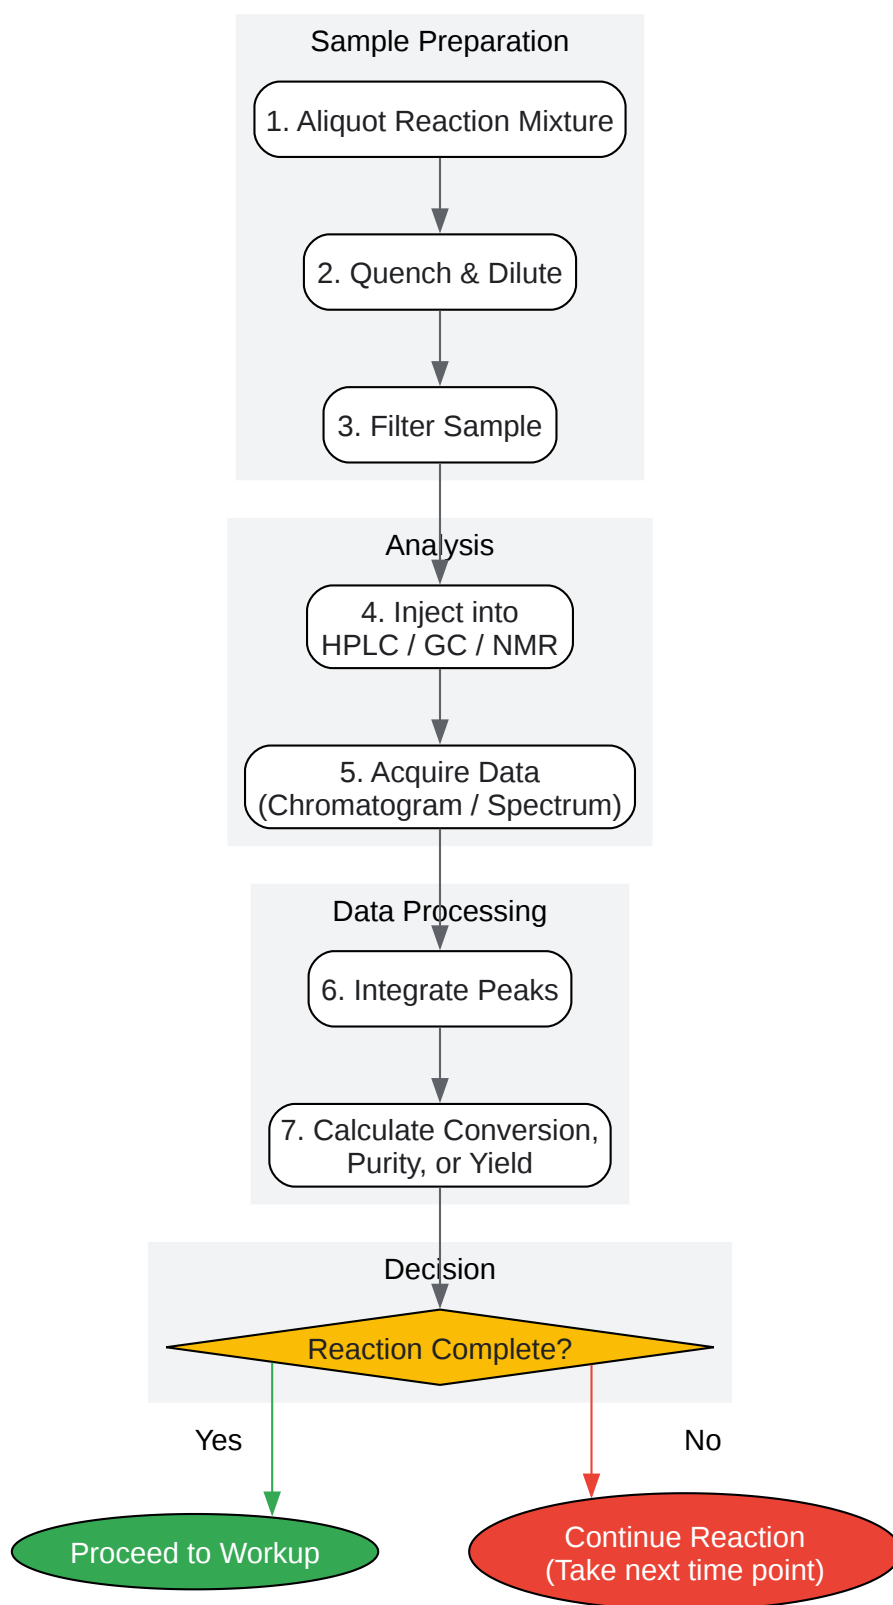 Sample Preparation
1. Aliquot Reaction Mixture
2. Quench & Dilute
3. Filter Sample
Analysis
4. Inject into
HPLC / GC / NMR
5. Acquire Data
(Chromatogram / Spectrum)
Data Processing
6. Integrate Peaks
7. Calculate Conversion,
Purity, or Yield
Decision
Reaction Complete?
Yes
No
Proceed to Workup
Continue Reaction
(Take next time point)